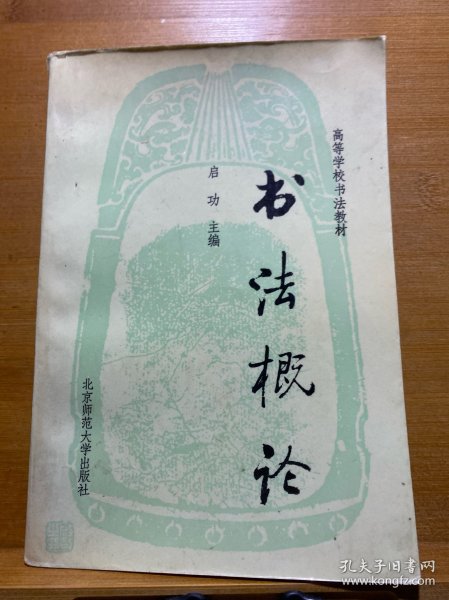 高等学校书法教材
书法概论
启功 主编
北京师范大学出版社
孔夫子旧书网
www.kongfz.com